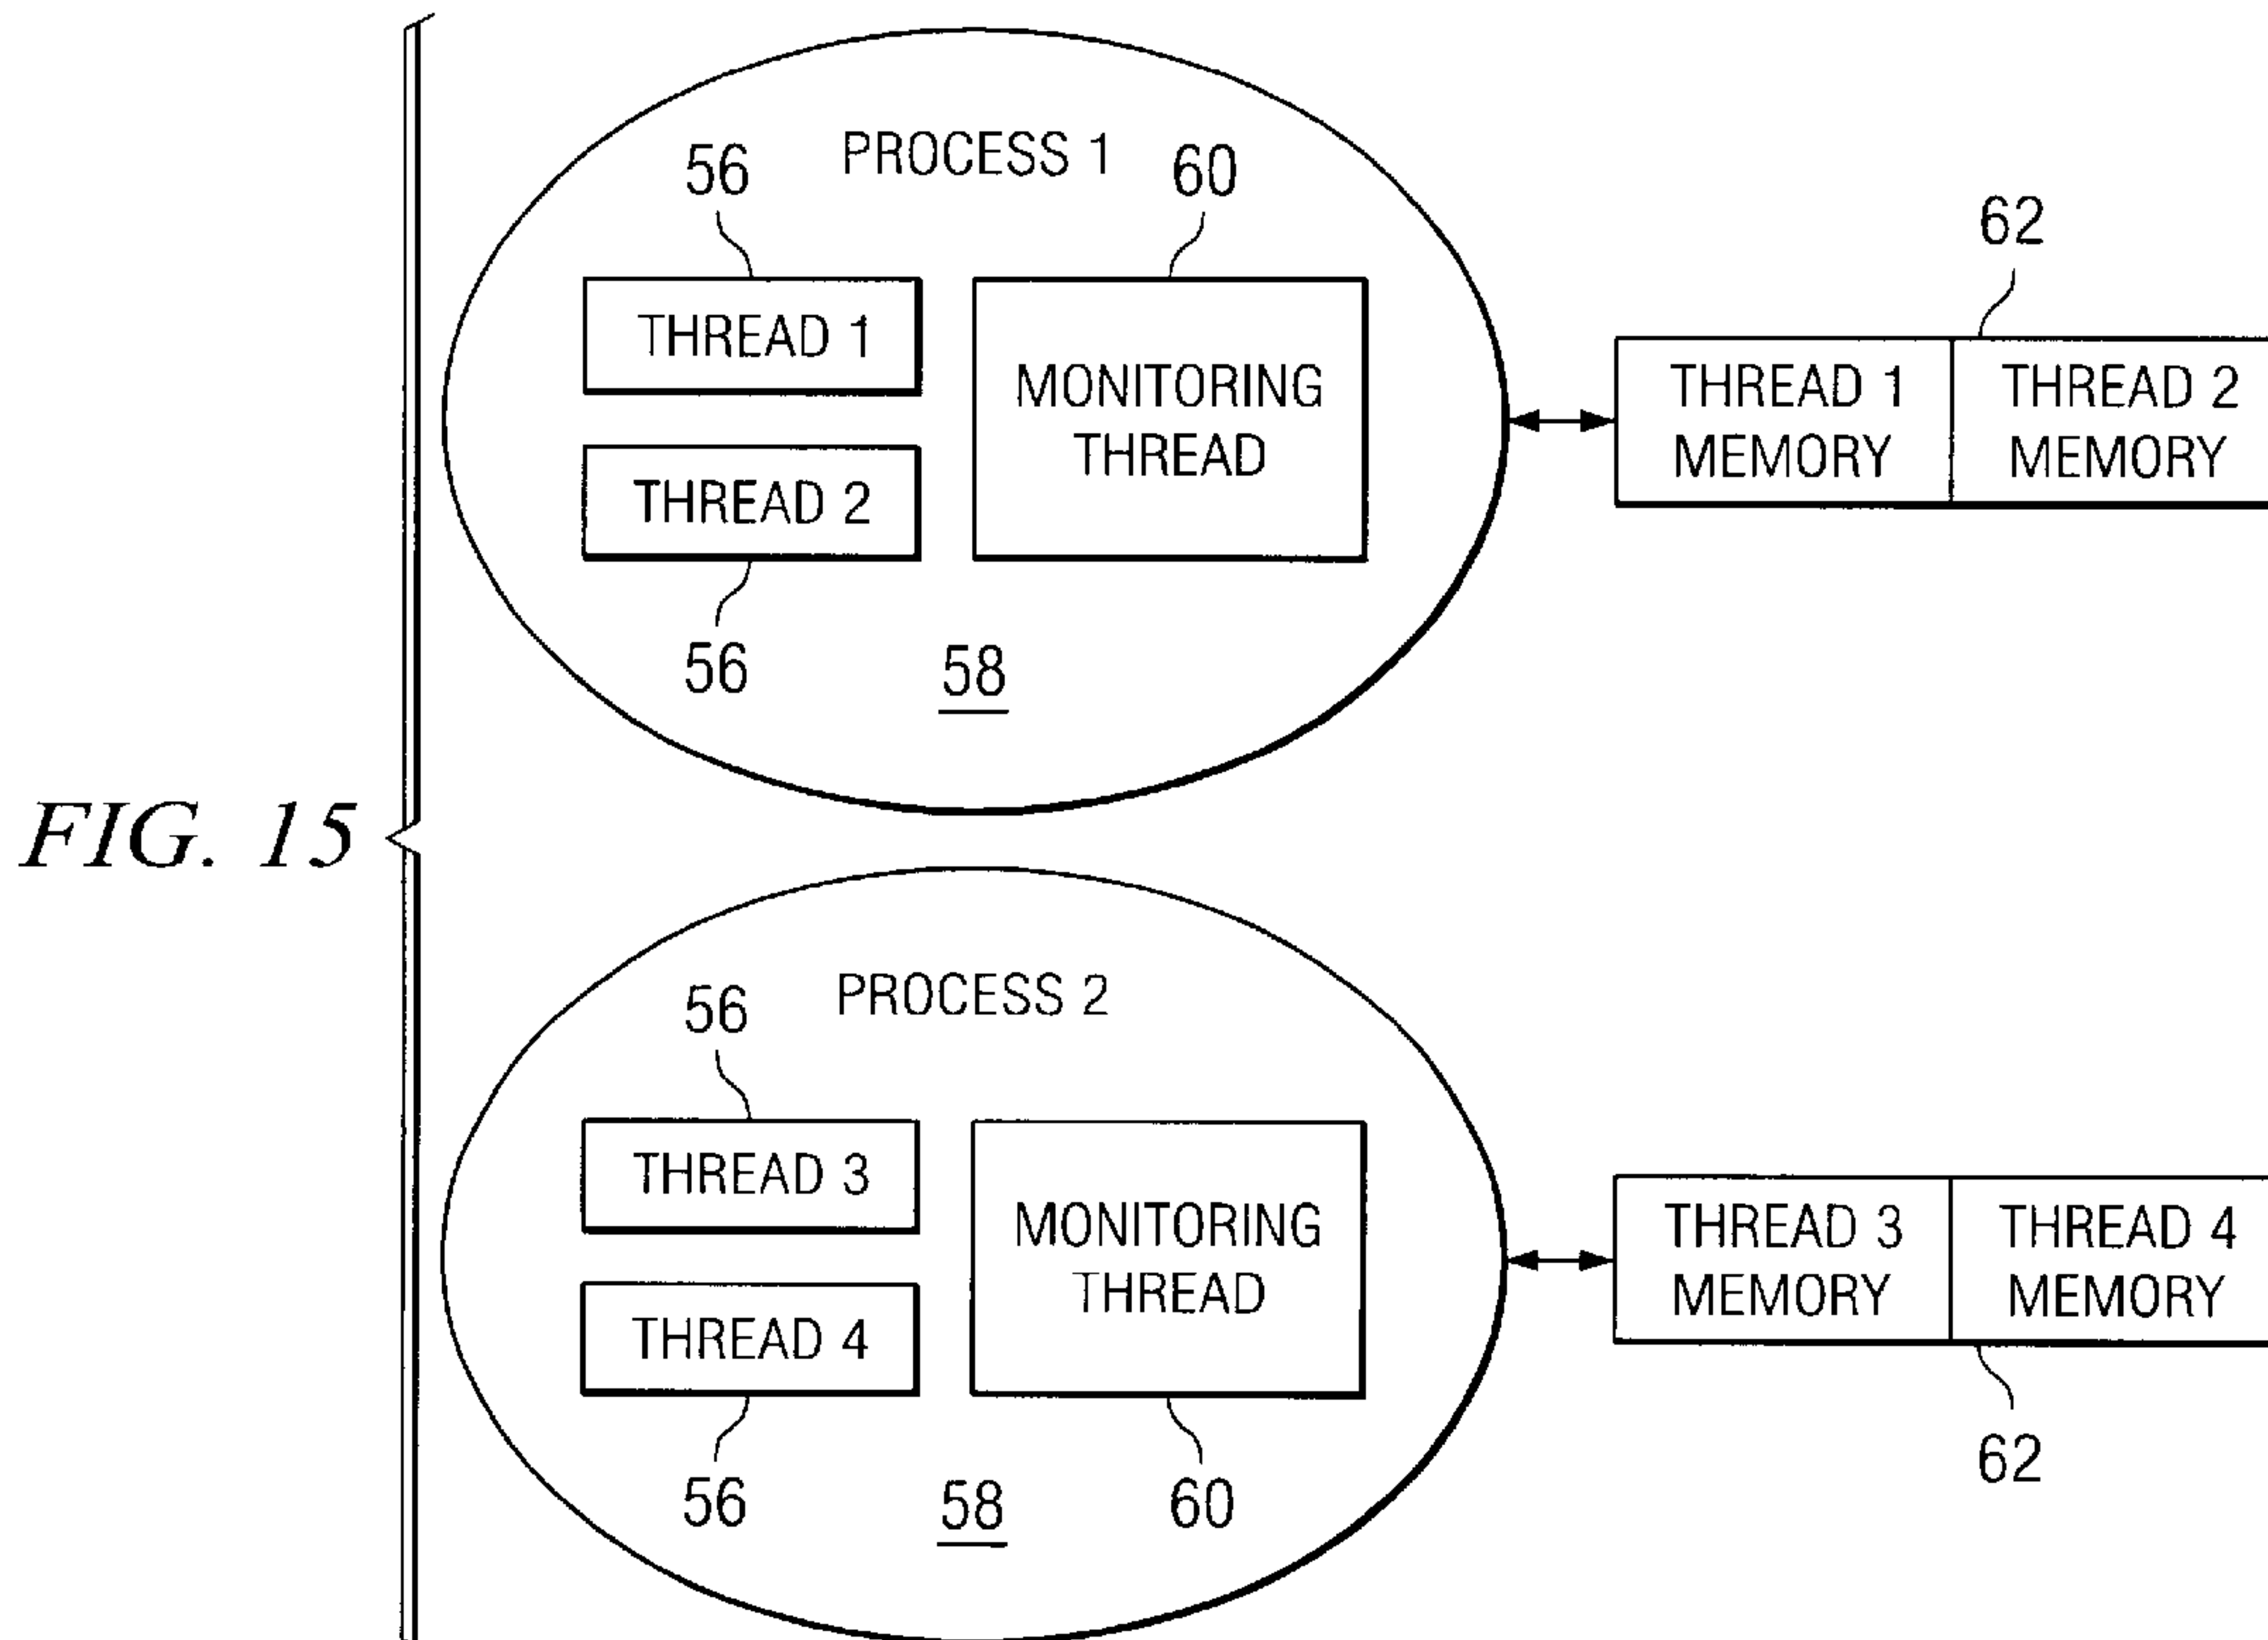 FIG. 15
PROCESS 1
56
60
THREAD 1
THREAD 2
MONITORING
THREAD
56
58
62
THREAD 1
MEMORY
THREAD 2
MEMORY
PROCESS 2
56
THREAD 3
THREAD 4
MONITORING
THREAD
56
58
60
THREAD 3
MEMORY
THREAD 4
MEMORY
62